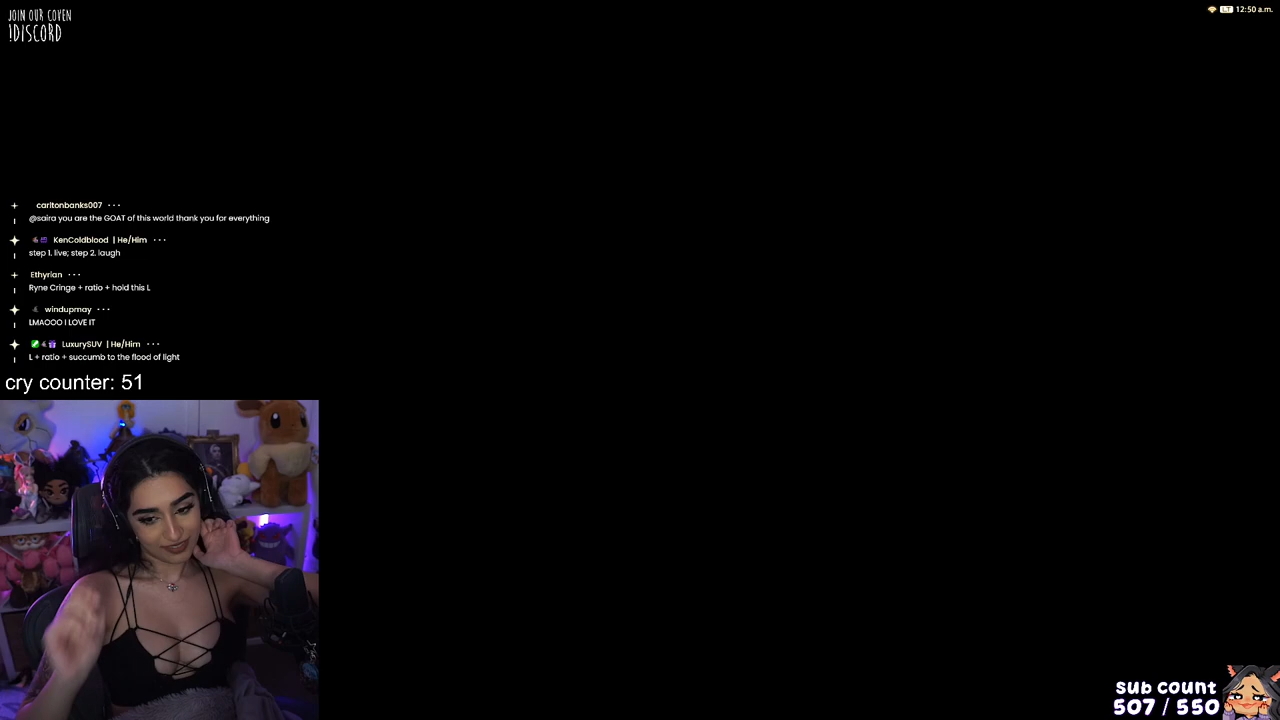 JOIN OUR COVEN
!DISCORD
LT 12:50 a.m.
carltonbanks007 ···
@saira you are the GOAT of this world thank you for everything
KenColdblood | He/Him ···
step 1. live; step 2. laugh
Ethyrian ···
Ryne Cringe + ratio + hold this L
windupmay ···
LMAOOO I LOVE IT
LuxurySUV | He/Him ···
L + ratio + succumb to the flood of light
cry counter: 51
sub count
507 / 550